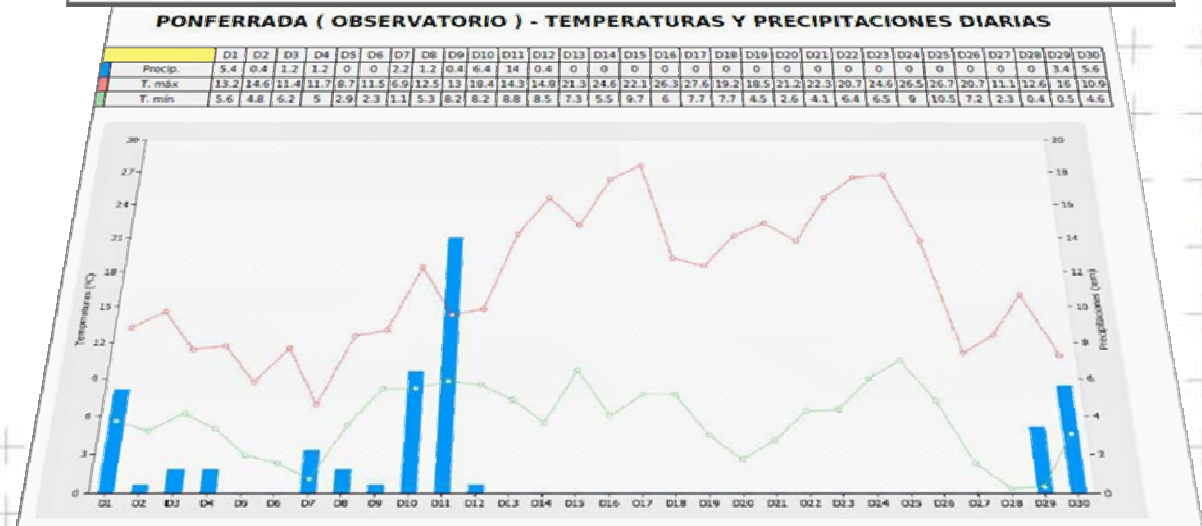 PONFERRADA ( OBSERVATORIO ) - TEMPERATURAS Y PRECIPITACIONES DIARIAS
D1 D2 D3 D4 D5 D6 D7 D8 D9 D10 D11 D12 D13 D14 D15 D16 D17 D18 D19 D20 D21 D22 D23 D24 D25 D26 D27 D28 D29 D30
Precip. 5.4 0.4 1.2 1.2 0 0 2.2 1.2 0.4 6.4 14 0.4 0 0 0 0 0 0 0 0 0 0 0 0 0 0 0 0 3.4 5.6
T. máx 13.2 14.6 11.4 11.7 8.7 11.5 6.9 12.5 13 18.4 14.3 14.8 21.3 24.6 22.1 26.3 27.6 19.2 18.5 21.2 22.3 20.7 24.6 26.5 26.7 20.7 11.1 12.6 16 10.9
T. mín 5.6 4.8 6.2 5 2.9 2.3 1.1 5.3 8.2 8.2 8.8 8.5 7.3 5.5 9.7 6 7.7 7.7 4.5 2.6 4.1 6.4 6.5 9 10.5 7.2 2.3 0.4 0.5 4.6
30 20
27 18
24 16
21 14
18 12
15 10
12 8
9 6
6 4
3 2
0 0
Temperaturas (ºC)
Precipitaciones (mm)
D1 D2 D3 D4 D5 D6 D7 D8 D9 D10 D11 D12 D13 D14 D15 D16 D17 D18 D19 D20 D21 D22 D23 D24 D25 D26 D27 D28 D29 D30